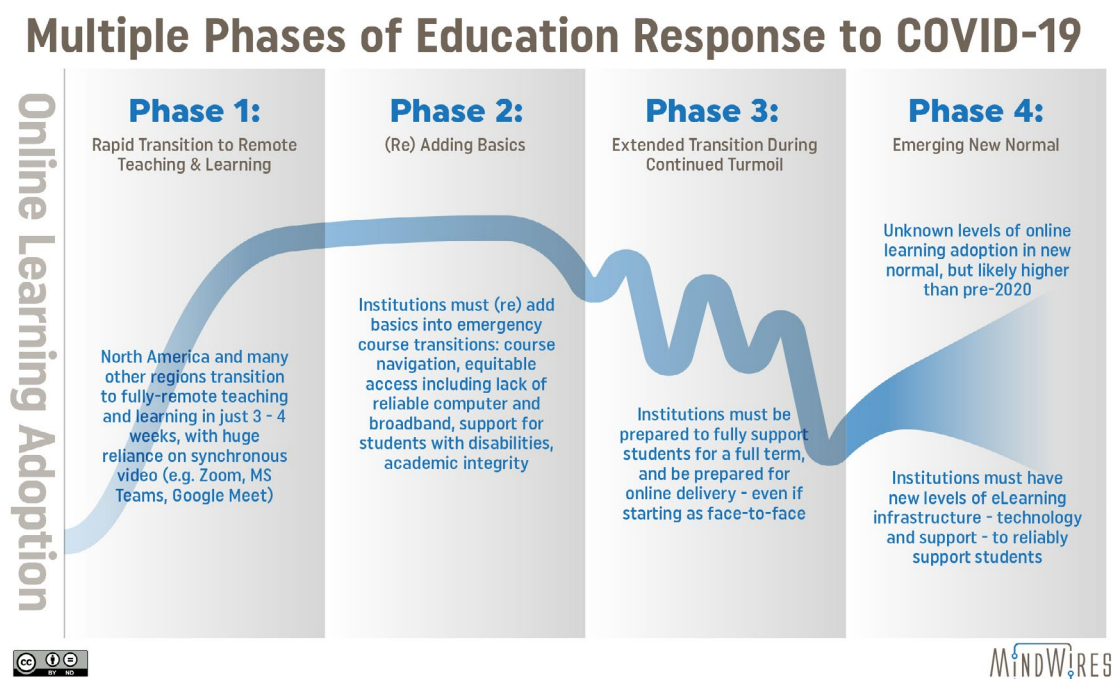 Multiple Phases of Education Response to COVID-19
Online Learning Adoption
Phase 1:
Rapid Transition to Remote
Teaching & Learning
North America and many
other regions transition
to fully-remote teaching
and learning in just 3 - 4
weeks, with huge
reliance on synchronous
video (e.g. Zoom, MS
Teams, Google Meet)
Phase 2:
(Re) Adding Basics
Institutions must (re) add
basics into emergency
course transitions: course
navigation, equitable
access including lack of
reliable computer and
broadband, support for
students with disabilities,
academic integrity
Phase 3:
Extended Transition During
Continued Turmoil
Institutions must be
prepared to fully support
students for a full term,
and be prepared for
online delivery - even if
starting as face-to-face
Phase 4:
Emerging New Normal
Unknown levels of online
learning adoption in new
normal, but likely higher
than pre-2020
Institutions must have
new levels of eLearning
infrastructure - technology
and support - to reliably
support students
cc
BY ND
MINDWIRES